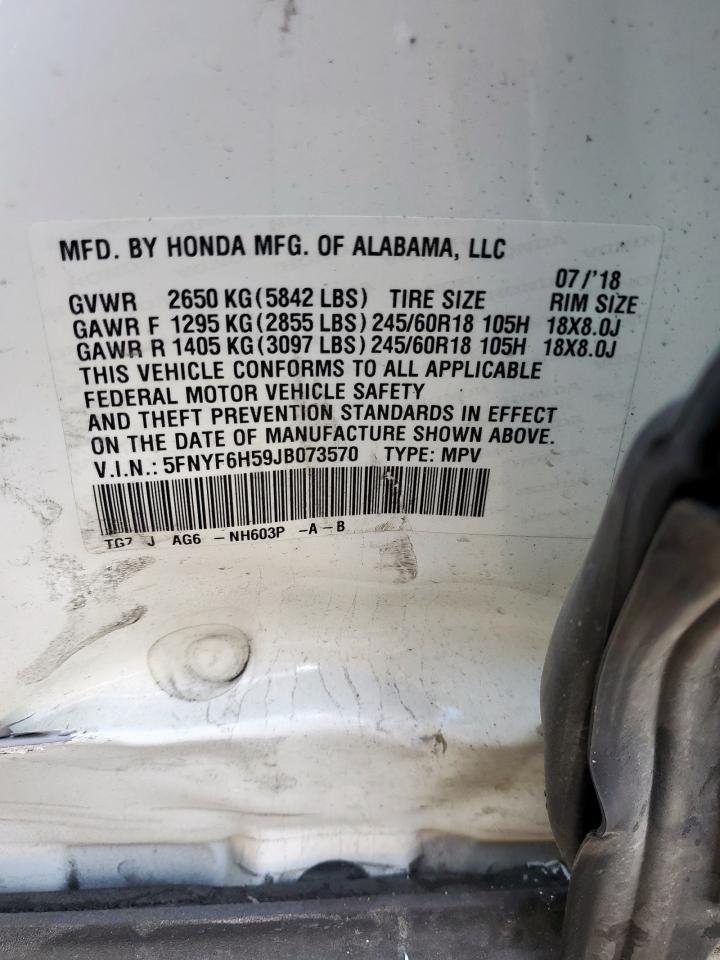 MFD. BY HONDA MFG. OF ALABAMA, LLC
07/'18
GVWR 2650 KG(5842 LBS) TIRE SIZE RIM SIZE
GAWR F 1295 KG(2855 LBS) 245/60R18 105H 18X8.0J
GAWR R 1405 KG(3097 LBS) 245/60R18 105H 18X8.0J
THIS VEHICLE CONFORMS TO ALL APPLICABLE
FEDERAL MOTOR VEHICLE SAFETY
AND THEFT PREVENTION STANDARDS IN EFFECT
ON THE DATE OF MANUFACTURE SHOWN ABOVE.
V.I.N.: 5FNYF6H59JB073570 TYPE: MPV
TG7 J AG6 - NH603P -A-B